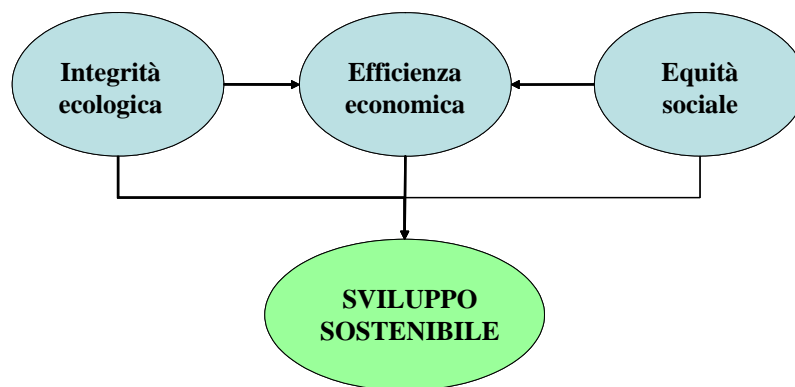 Integrità
ecologica
Efficienza
economica
Equità
sociale
SVILUPPO
SOSTENIBILE